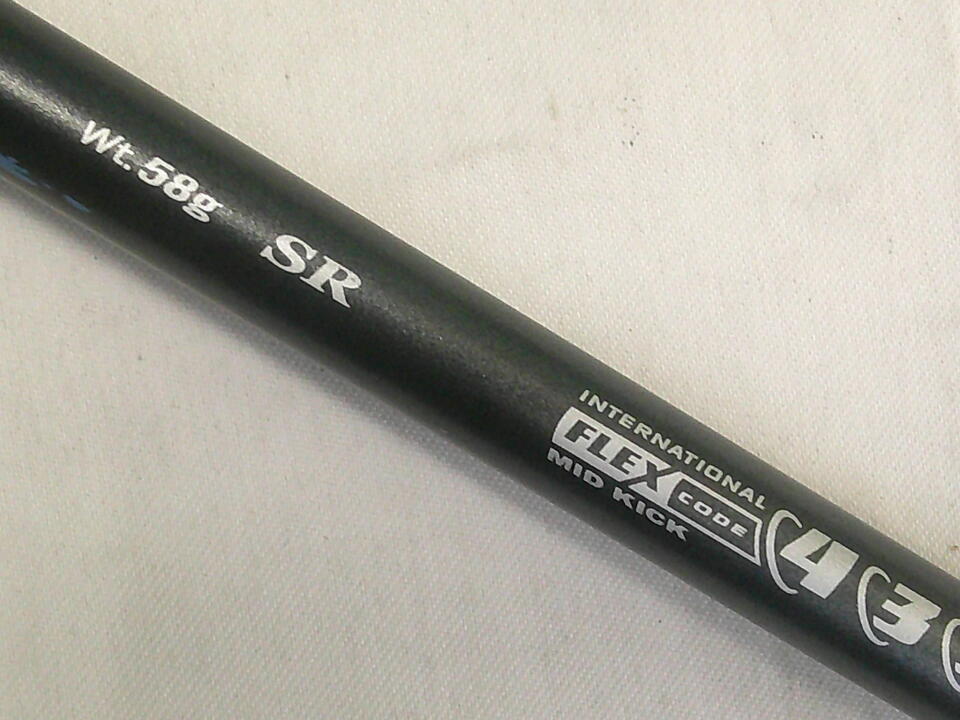 Wt. 58g SR
INTERNATIONAL
FLEX CODE
MID KICK
4 3